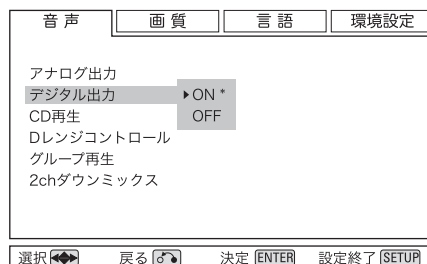 音声 画質 言語 環境設定
アナログ出力
デジタル出力 ▶ON *
CD再生 OFF
Dレンジコントロール
グループ再生
2chダウンミックス
選択 戻る 決定 ENTER 設定終了 SETUP